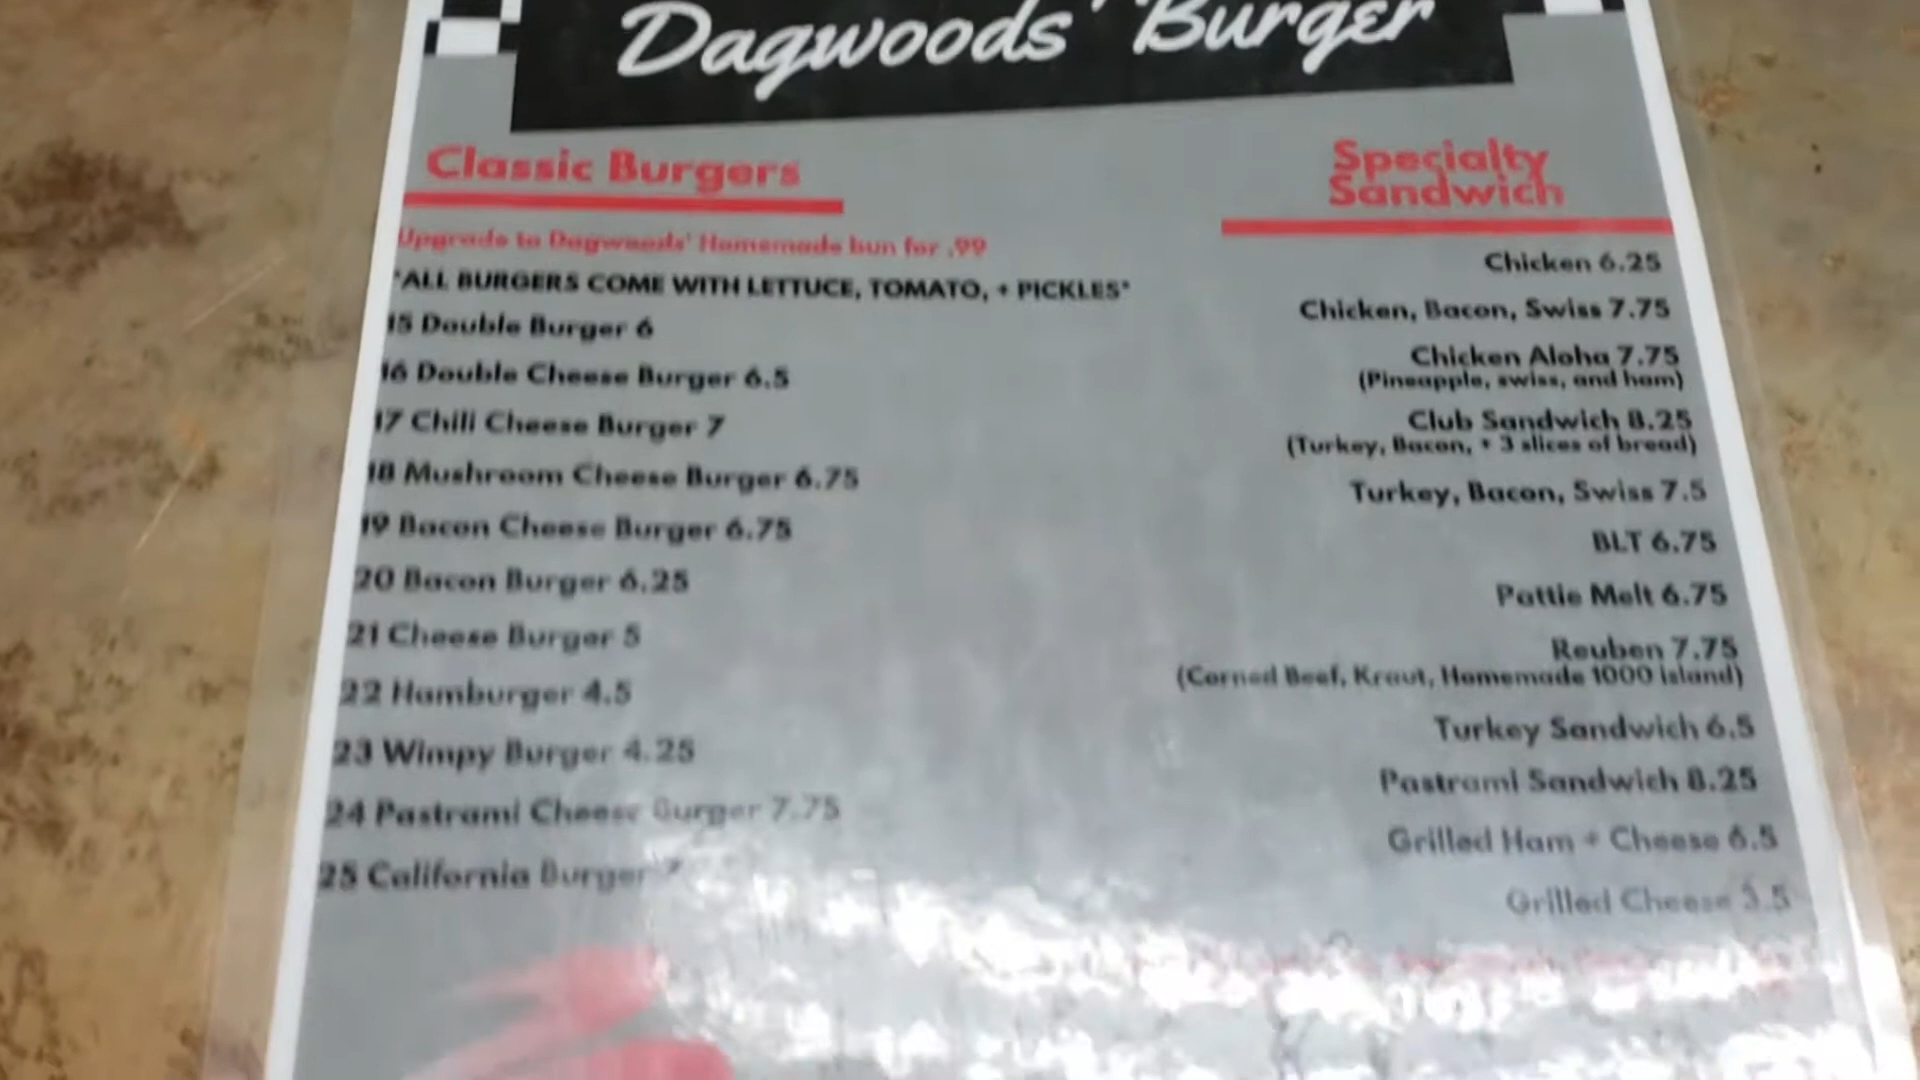 Dagwoods' Burger
Classic Burgers
Upgrade to Dagwoods' Homemade bun for .99
*ALL BURGERS COME WITH LETTUCE, TOMATO, + PICKLES*
15 Double Burger 6
16 Double Cheese Burger 6.5
17 Chili Cheese Burger 7
18 Mushroom Cheese Burger 6.75
19 Bacon Cheese Burger 6.75
20 Bacon Burger 6.25
21 Cheese Burger 5
22 Hamburger 4.5
23 Wimpy Burger 4.25
24 Pastrami Cheese Burger 7.75
25 California Burger 7
Specialty
Sandwich
Chicken 6.25
Chicken, Bacon, Swiss 7.75
Chicken Aloha 7.75
(Pineapple, swiss, and ham)
Club Sandwich 8.25
(Turkey, Bacon, + 3 slices of bread)
Turkey, Bacon, Swiss 7.5
BLT 6.75
Pattie Melt 6.75
Reuben 7.75
(Corned Beef, Kraut, Homemade 1000 island)
Turkey Sandwich 6.5
Pastrami Sandwich 8.25
Grilled Ham + Cheese 6.5
Grilled Cheese 3.5